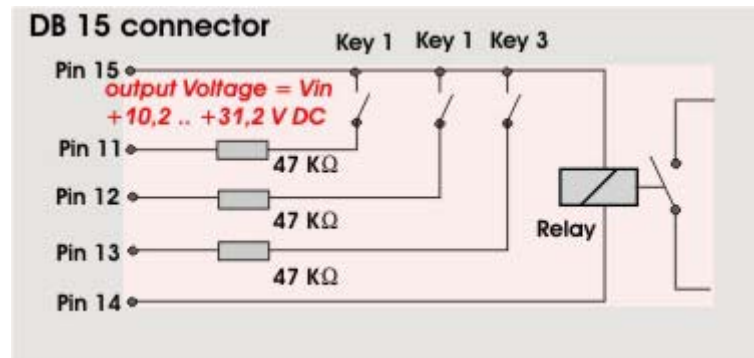 DB 15 connector
Key 1 Key 1 Key 3
Pin 15
output Voltage = Vin
+10,2 .. +31,2 V DC
Pin 11
47 KΩ
Pin 12
47 KΩ
Relay
Pin 13
47 KΩ
Pin 14